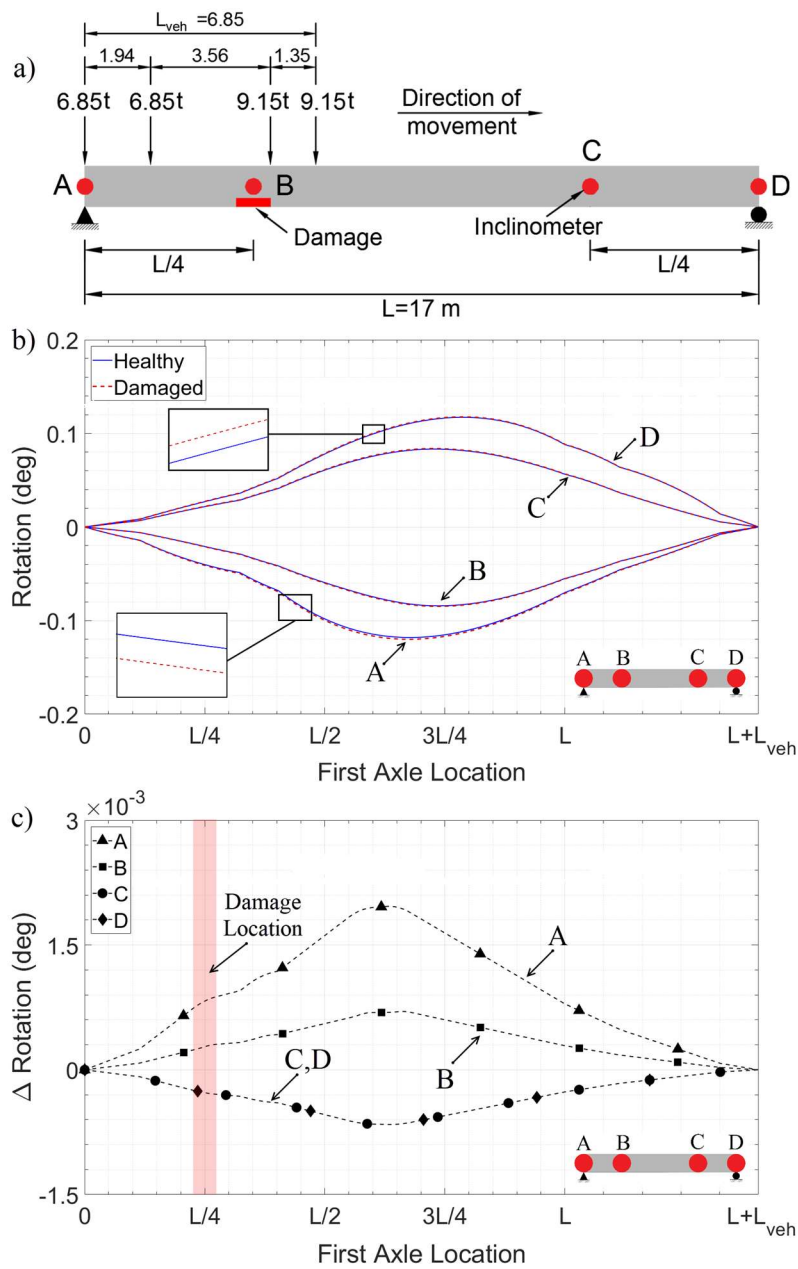 a)
L_veh =6.85
1.94 3.56 1.35
6.85t 6.85t 9.15t 9.15t
Direction of
movement
A B C D
Damage
Inclinometer
L/4 L/4
L=17 m
b)
Healthy
Damaged
0.2
0.1
0
-0.1
-0.2
Rotation (deg)
D
C
B
A
A B C D
0 L/4 L/2 3L/4 L L+L_veh
First Axle Location
c)
×10⁻³
3
1.5
0
-1.5
Δ Rotation (deg)
A
B
C
D
Damage
Location
A
B
C,D
A B C D
0 L/4 L/2 3L/4 L L+L_veh
First Axle Location